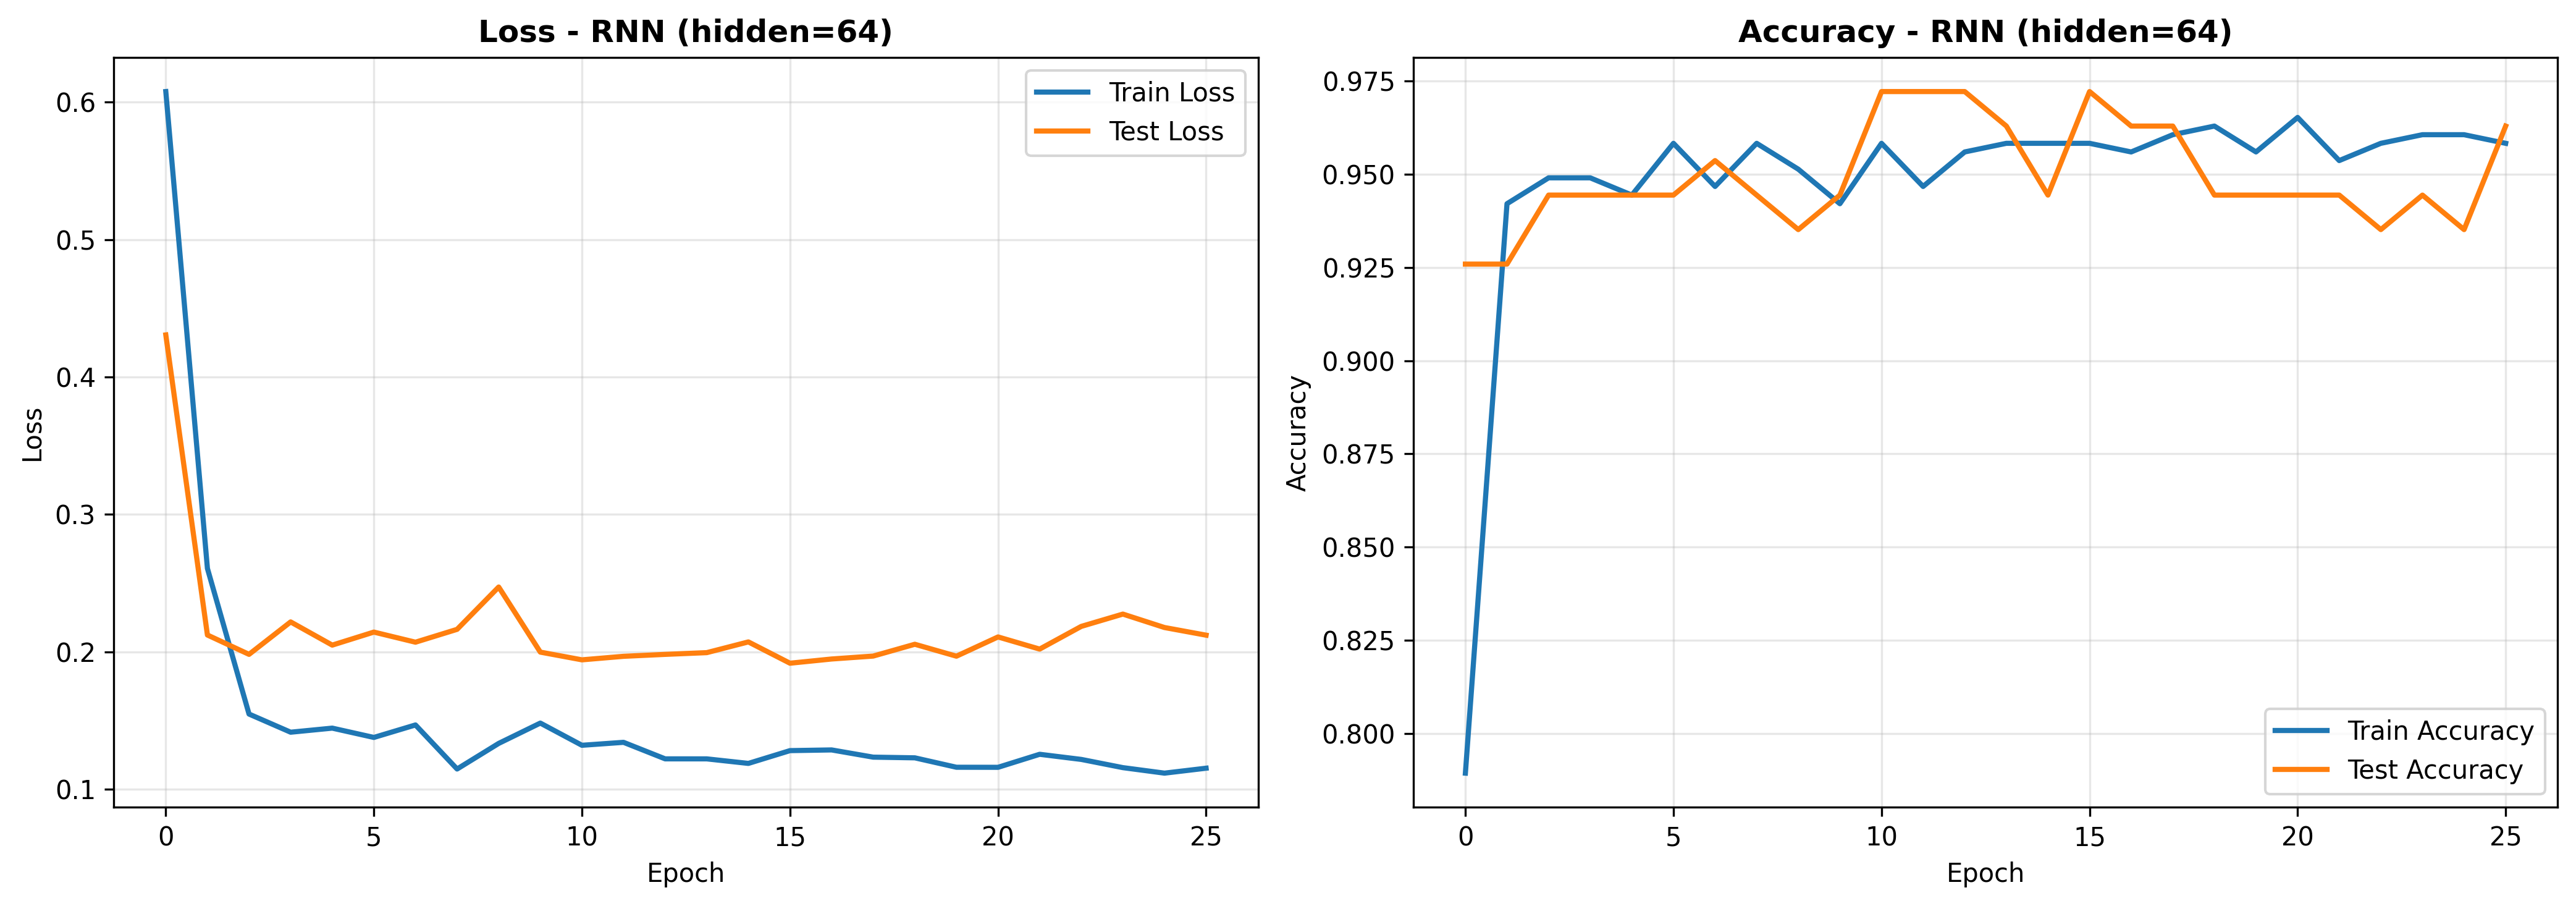 Loss - RNN (hidden=64)
0.6
0.5
0.4
0.3
0.2
0.1
Loss
Train Loss
Test Loss
0 5 10 15 20 25
Epoch
Accuracy - RNN (hidden=64)
0.975
0.950
0.925
0.900
0.875
0.850
0.825
0.800
Accuracy
Train Accuracy
Test Accuracy
0 5 10 15 20 25
Epoch